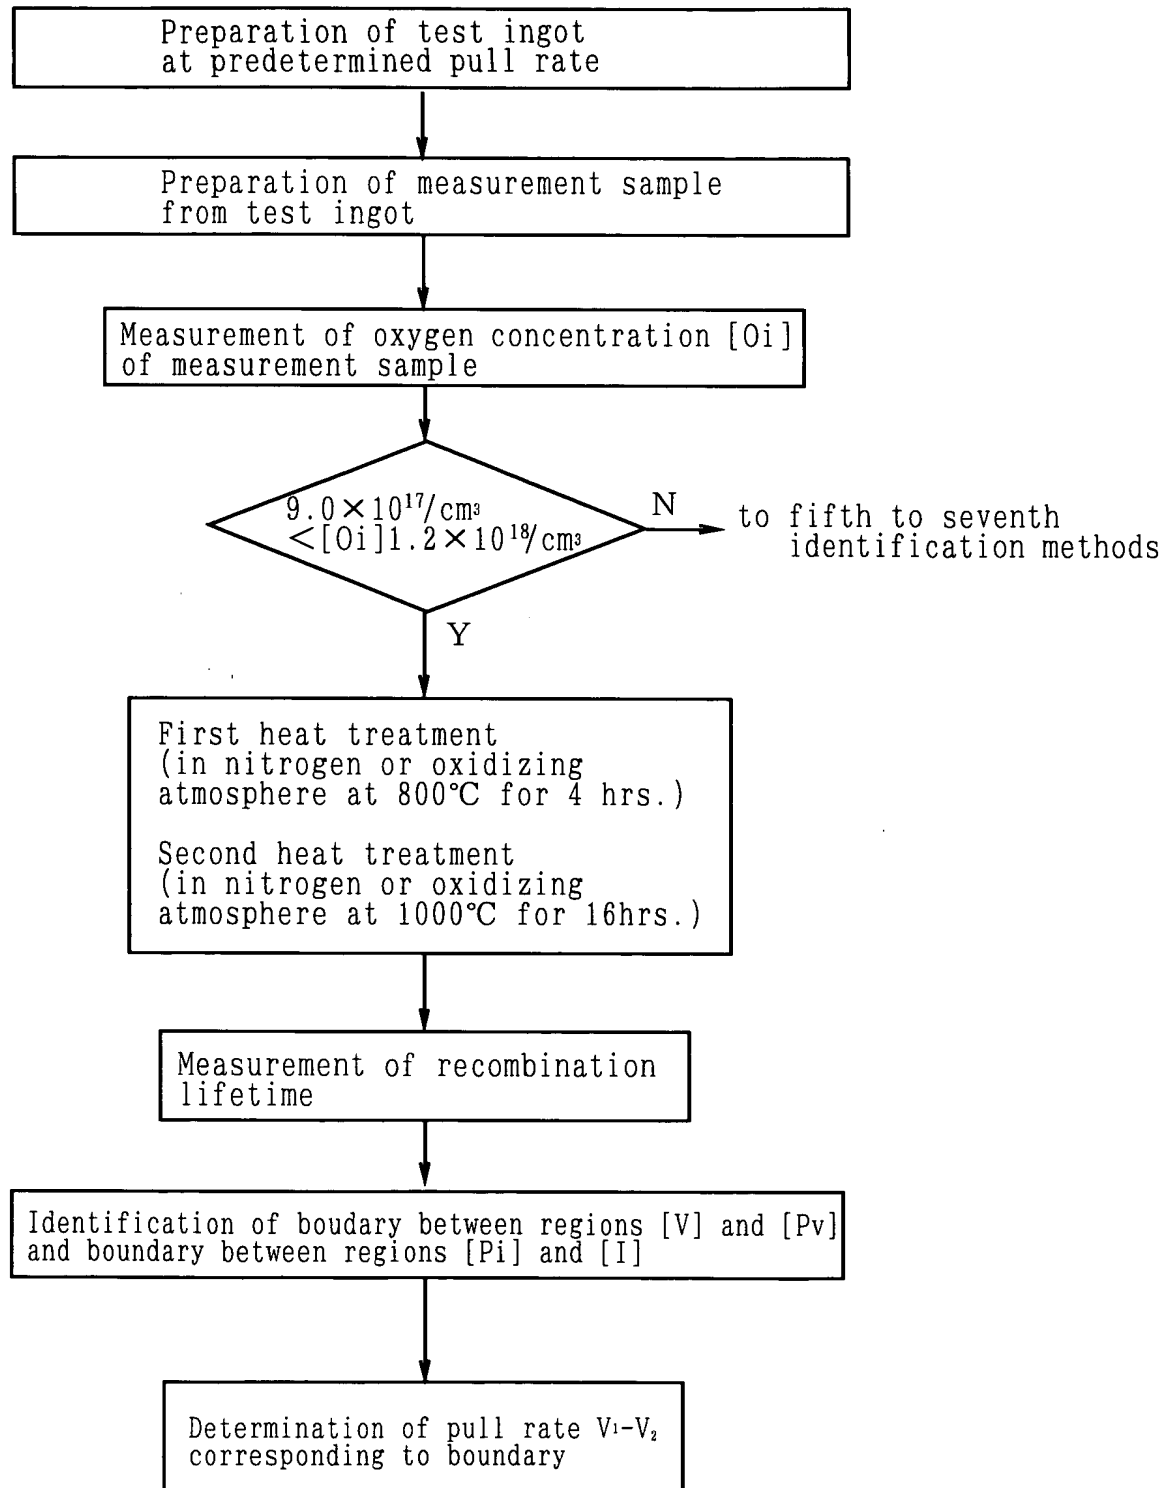 Preparation of test ingot
at predetermined pull rate
Preparation of measurement sample
from test ingot
Measurement of oxygen concentration [Oi]
of measurement sample
9.0×10¹⁷/cm³
<[Oi]1.2×10¹⁸/cm³
N
to fifth to seventh
identification methods
Y
First heat treatment
(in nitrogen or oxidizing
atmosphere at 800℃ for 4 hrs.)
Second heat treatment
(in nitrogen or oxidizing
atmosphere at 1000℃ for 16hrs.)
Measurement of recombination
lifetime
Identification of boudary between regions [V] and [Pv]
and boundary between regions [Pi] and [I]
Determination of pull rate V¹-V₂
corresponding to boundary